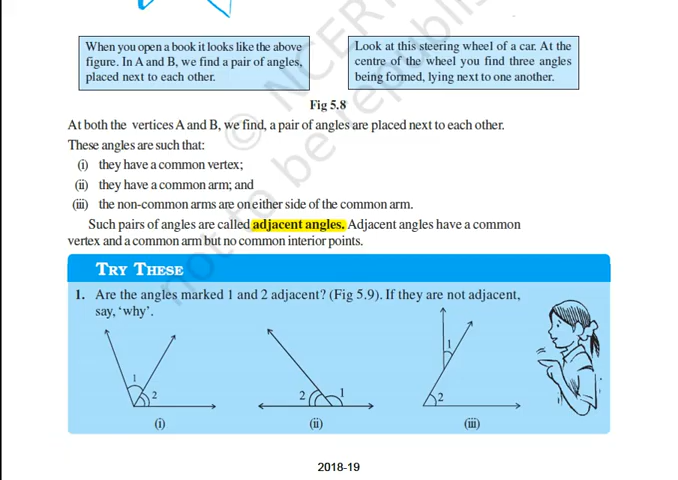 When you open a book it looks like the above
figure. In A and B, we find a pair of angles,
placed next to each other.
Look at this steering wheel of a car. At the
centre of the wheel you find three angles
being formed, lying next to one another.
Fig 5.8
At both the vertices A and B, we find, a pair of angles are placed next to each other.
These angles are such that:
(i) they have a common vertex;
(ii) they have a common arm; and
(iii) the non-common arms are on either side of the common arm.
Such pairs of angles are called adjacent angles. Adjacent angles have a common
vertex and a common arm but no common interior points.
TRY THESE
1. Are the angles marked 1 and 2 adjacent? (Fig 5.9). If they are not adjacent,
say, ‘why’.
1
2
(i)
2
1
(ii)
1
2
(iii)
2018-19
© NCERT
not to be republis